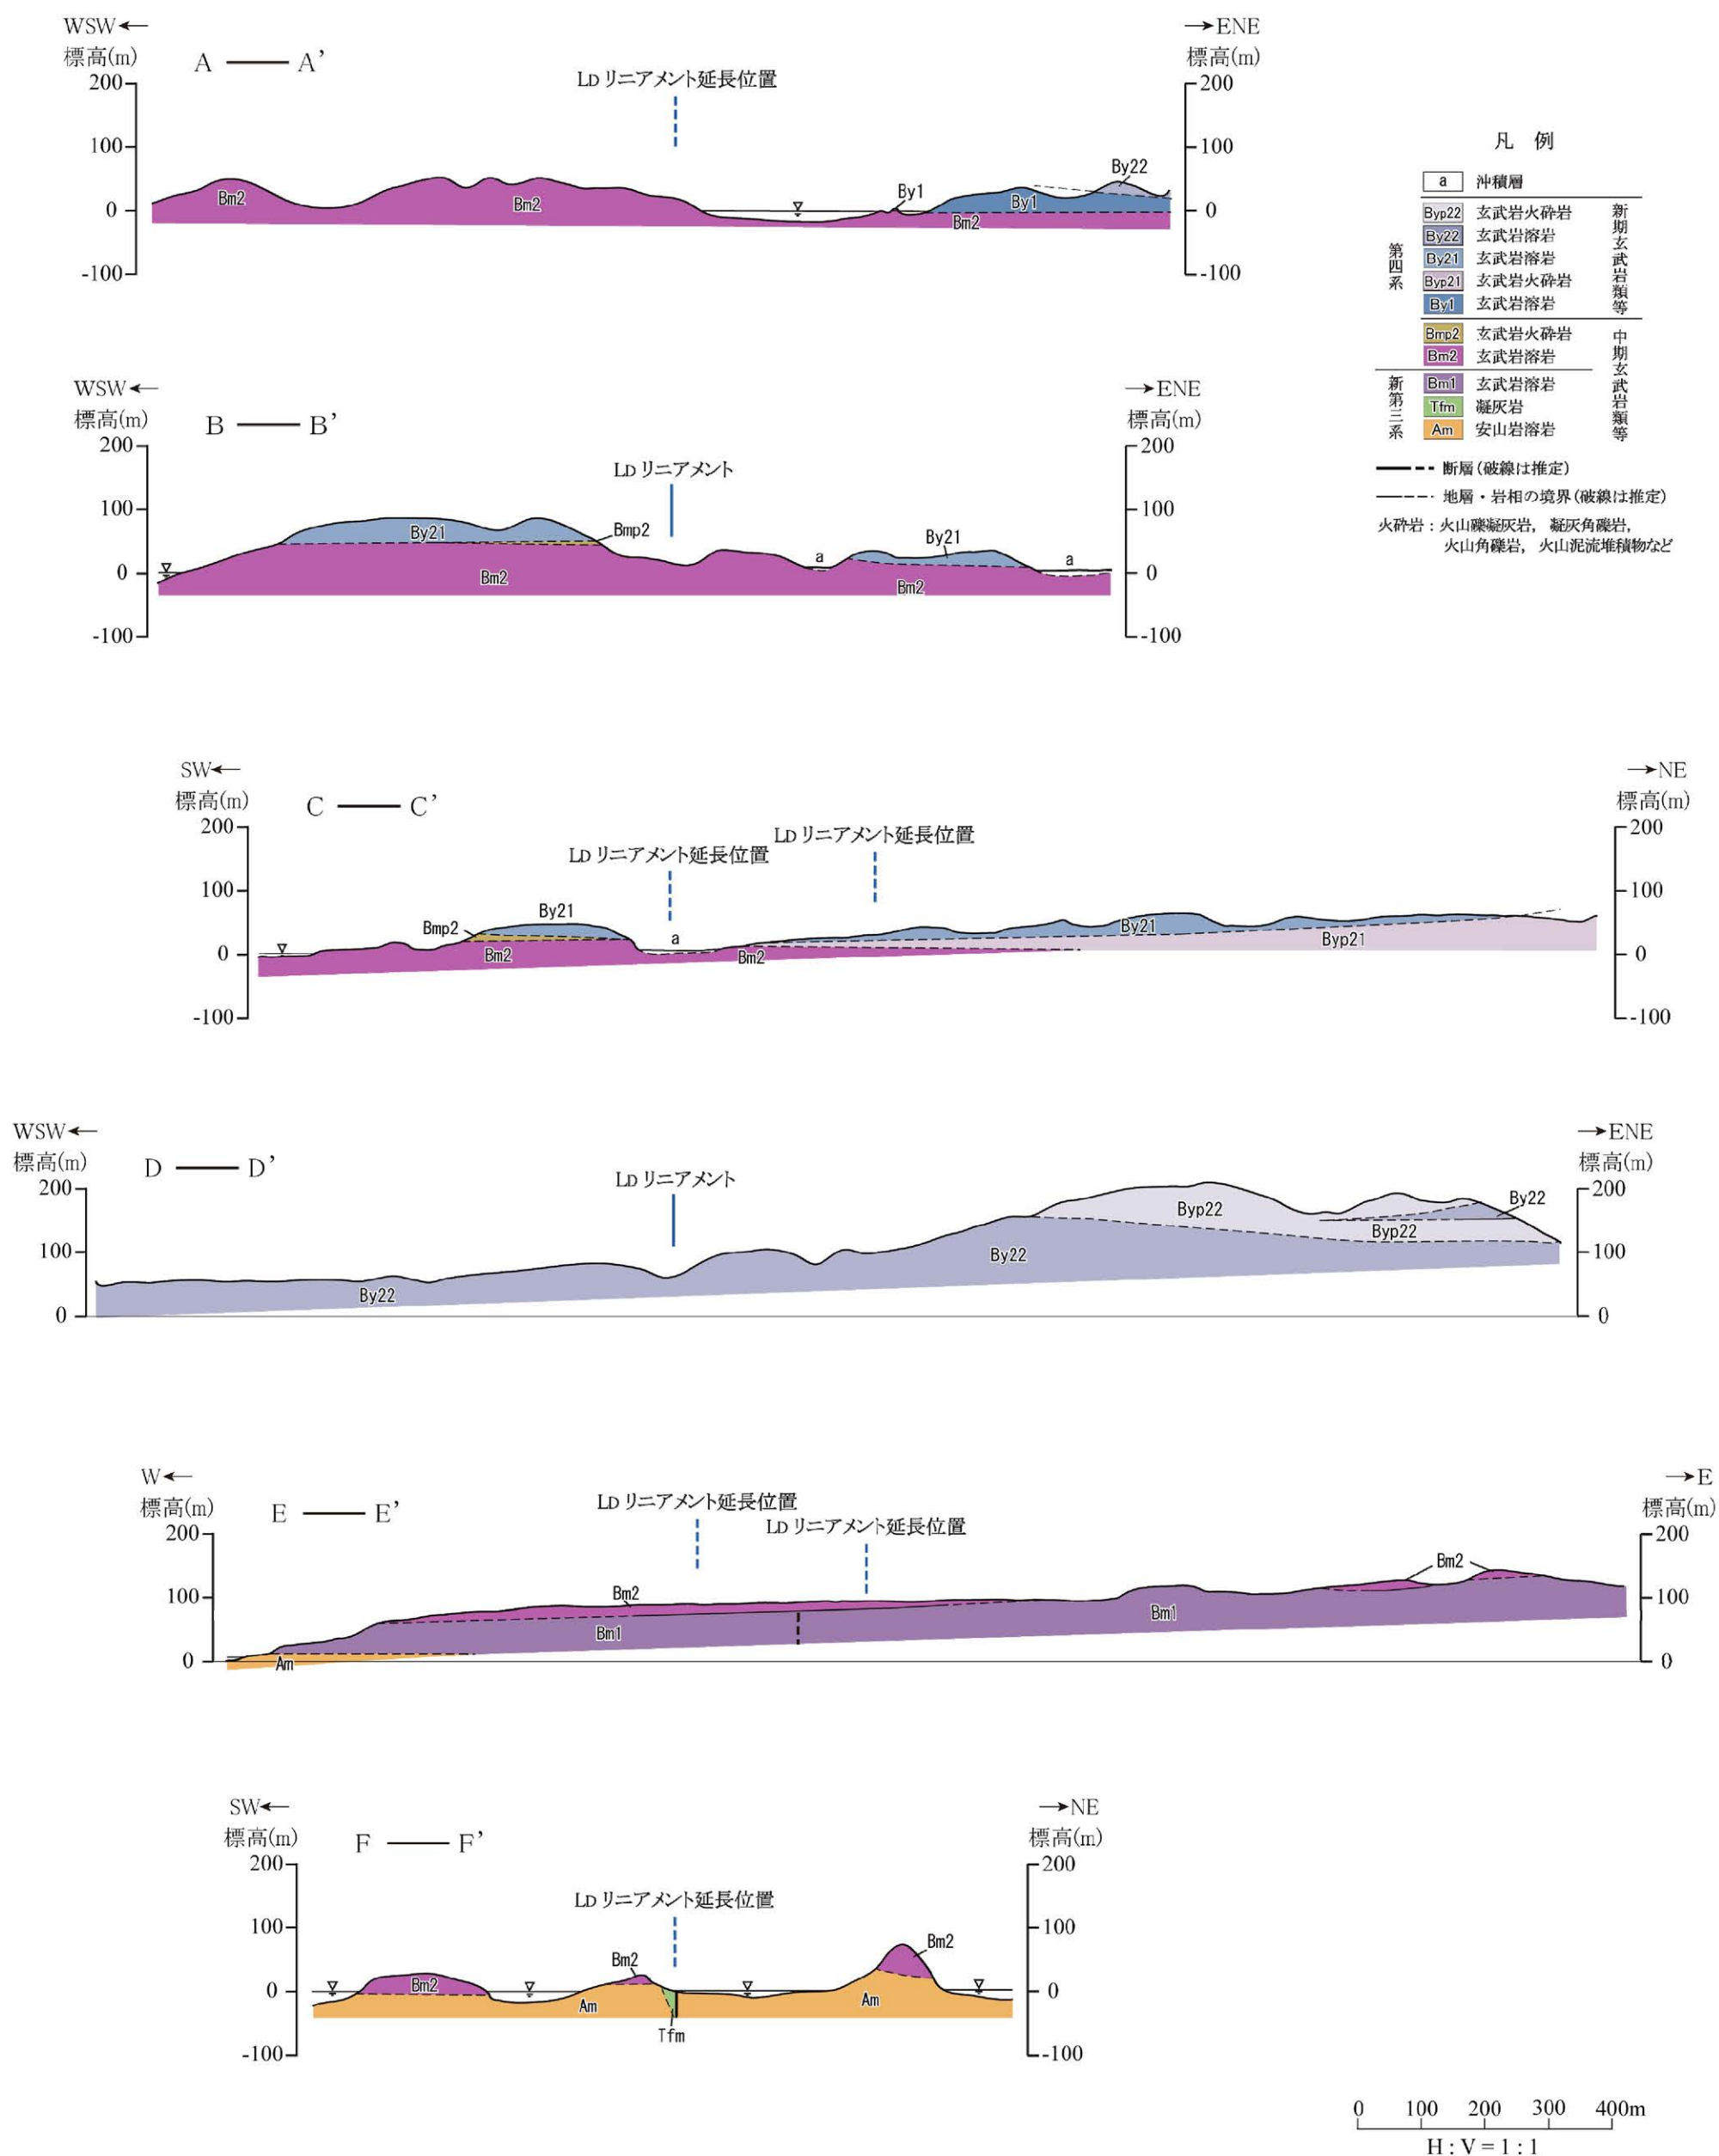 WSW← →ENE
標高(m) 標高(m)
A — A’
LD リニアメント延長位置
200 200
100 100
0 0
-100 -100
Bm2
Bm2
By1
By1
By22
Bm2
凡 例
a 沖積層
第四系
新期玄武岩類等
Byp22 玄武岩火砕岩
By22 玄武岩溶岩
By21 玄武岩溶岩
Byp21 玄武岩火砕岩
By1 玄武岩溶岩
中期玄武岩類等
Bmp2 玄武岩火砕岩
Bm2 玄武岩溶岩
新第三系
Bm1 玄武岩溶岩
Tfm 凝灰岩
Am 安山岩溶岩
断層(破線は推定)
地層・岩相の境界(破線は推定)
火砕岩：火山礫凝灰岩, 凝灰角礫岩,
火山角礫岩, 火山泥流堆積物など
WSW← →ENE
標高(m) 標高(m)
B — B’
LD リニアメント
200 200
100 100
0 0
-100 -100
By21
Bmp2
Bm2
a
By21
Bm2
a
SW← →NE
標高(m) 標高(m)
C — C’
LD リニアメント延長位置
LD リニアメント延長位置
200 200
100 100
0 0
-100 -100
Bmp2
By21
Bm2
a
Bm2
By21
Byp21
WSW← →ENE
標高(m) 標高(m)
D — D’
LD リニアメント
200 200
100 100
0 0
By22
By22
Byp22
Byp22
By22
W← →E
標高(m) 標高(m)
E — E’
LD リニアメント延長位置
LD リニアメント延長位置
200 200
100 100
0 0
Am
Bm2
Bm1
Bm1
Bm2
SW← →NE
標高(m) 標高(m)
F — F’
LD リニアメント延長位置
200 200
100 100
0 0
-100 -100
Bm2
Bm2
Am
Tfm
Am
Bm2
0 100 200 300 400m
H : V = 1 : 1